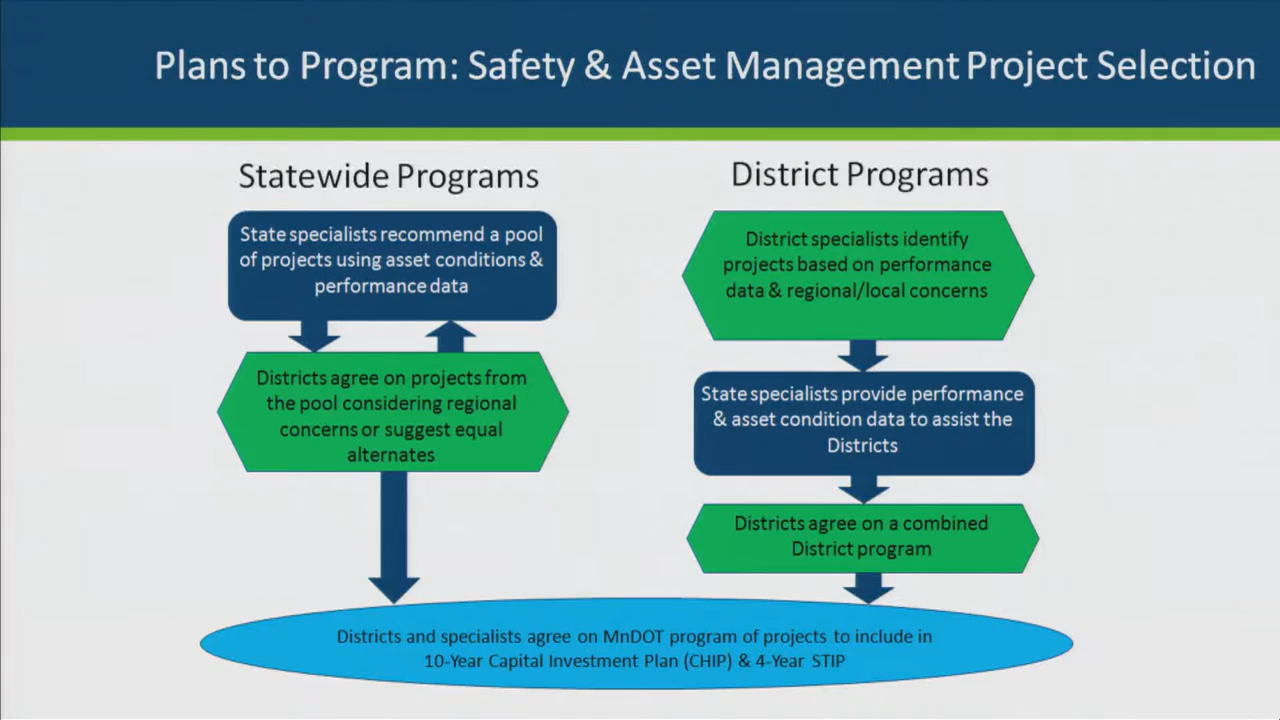 Plans to Program: Safety & Asset Management Project Selection
Statewide Programs
State specialists recommend a pool
of projects using asset conditions &
performance data
Districts agree on projects from
the pool considering regional
concerns or suggest equal
alternates
District Programs
District specialists identify
projects based on performance
data & regional/local concerns
State specialists provide performance
& asset condition data to assist the
Districts
Districts agree on a combined
District program
Districts and specialists agree on MnDOT program of projects to include in
10-Year Capital Investment Plan (CHIP) & 4-Year STIP